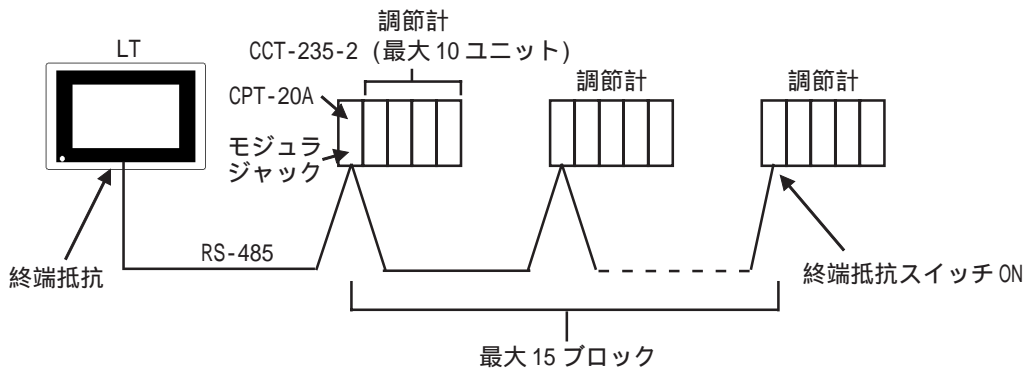 調節計
LT
CCT-235-2 (最大 10 ユニット)
調節計
調節計
CPT-20A
モジュラ
ジャック
RS-485
終端抵抗
終端抵抗スイッチ ON
最大 15 ブロック